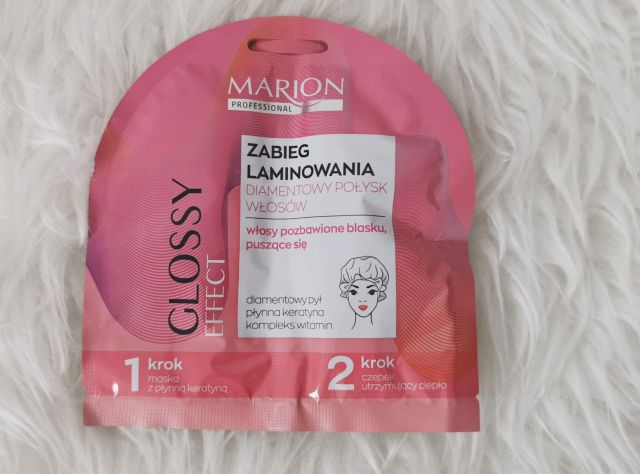 MARION
PROFESSIONAL
ZABIEG
LAMINOWANIA
DIAMENTOWY POŁYSK
WŁOSÓW
włosy pozbawione blasku,
puszące się
GLOSSY
EFFECT
diamentowy pył
płynna keratyna
kompleks witamin
1 krok
maska
z płynną keratyną
2 krok
czepek
utrzymujący ciepło